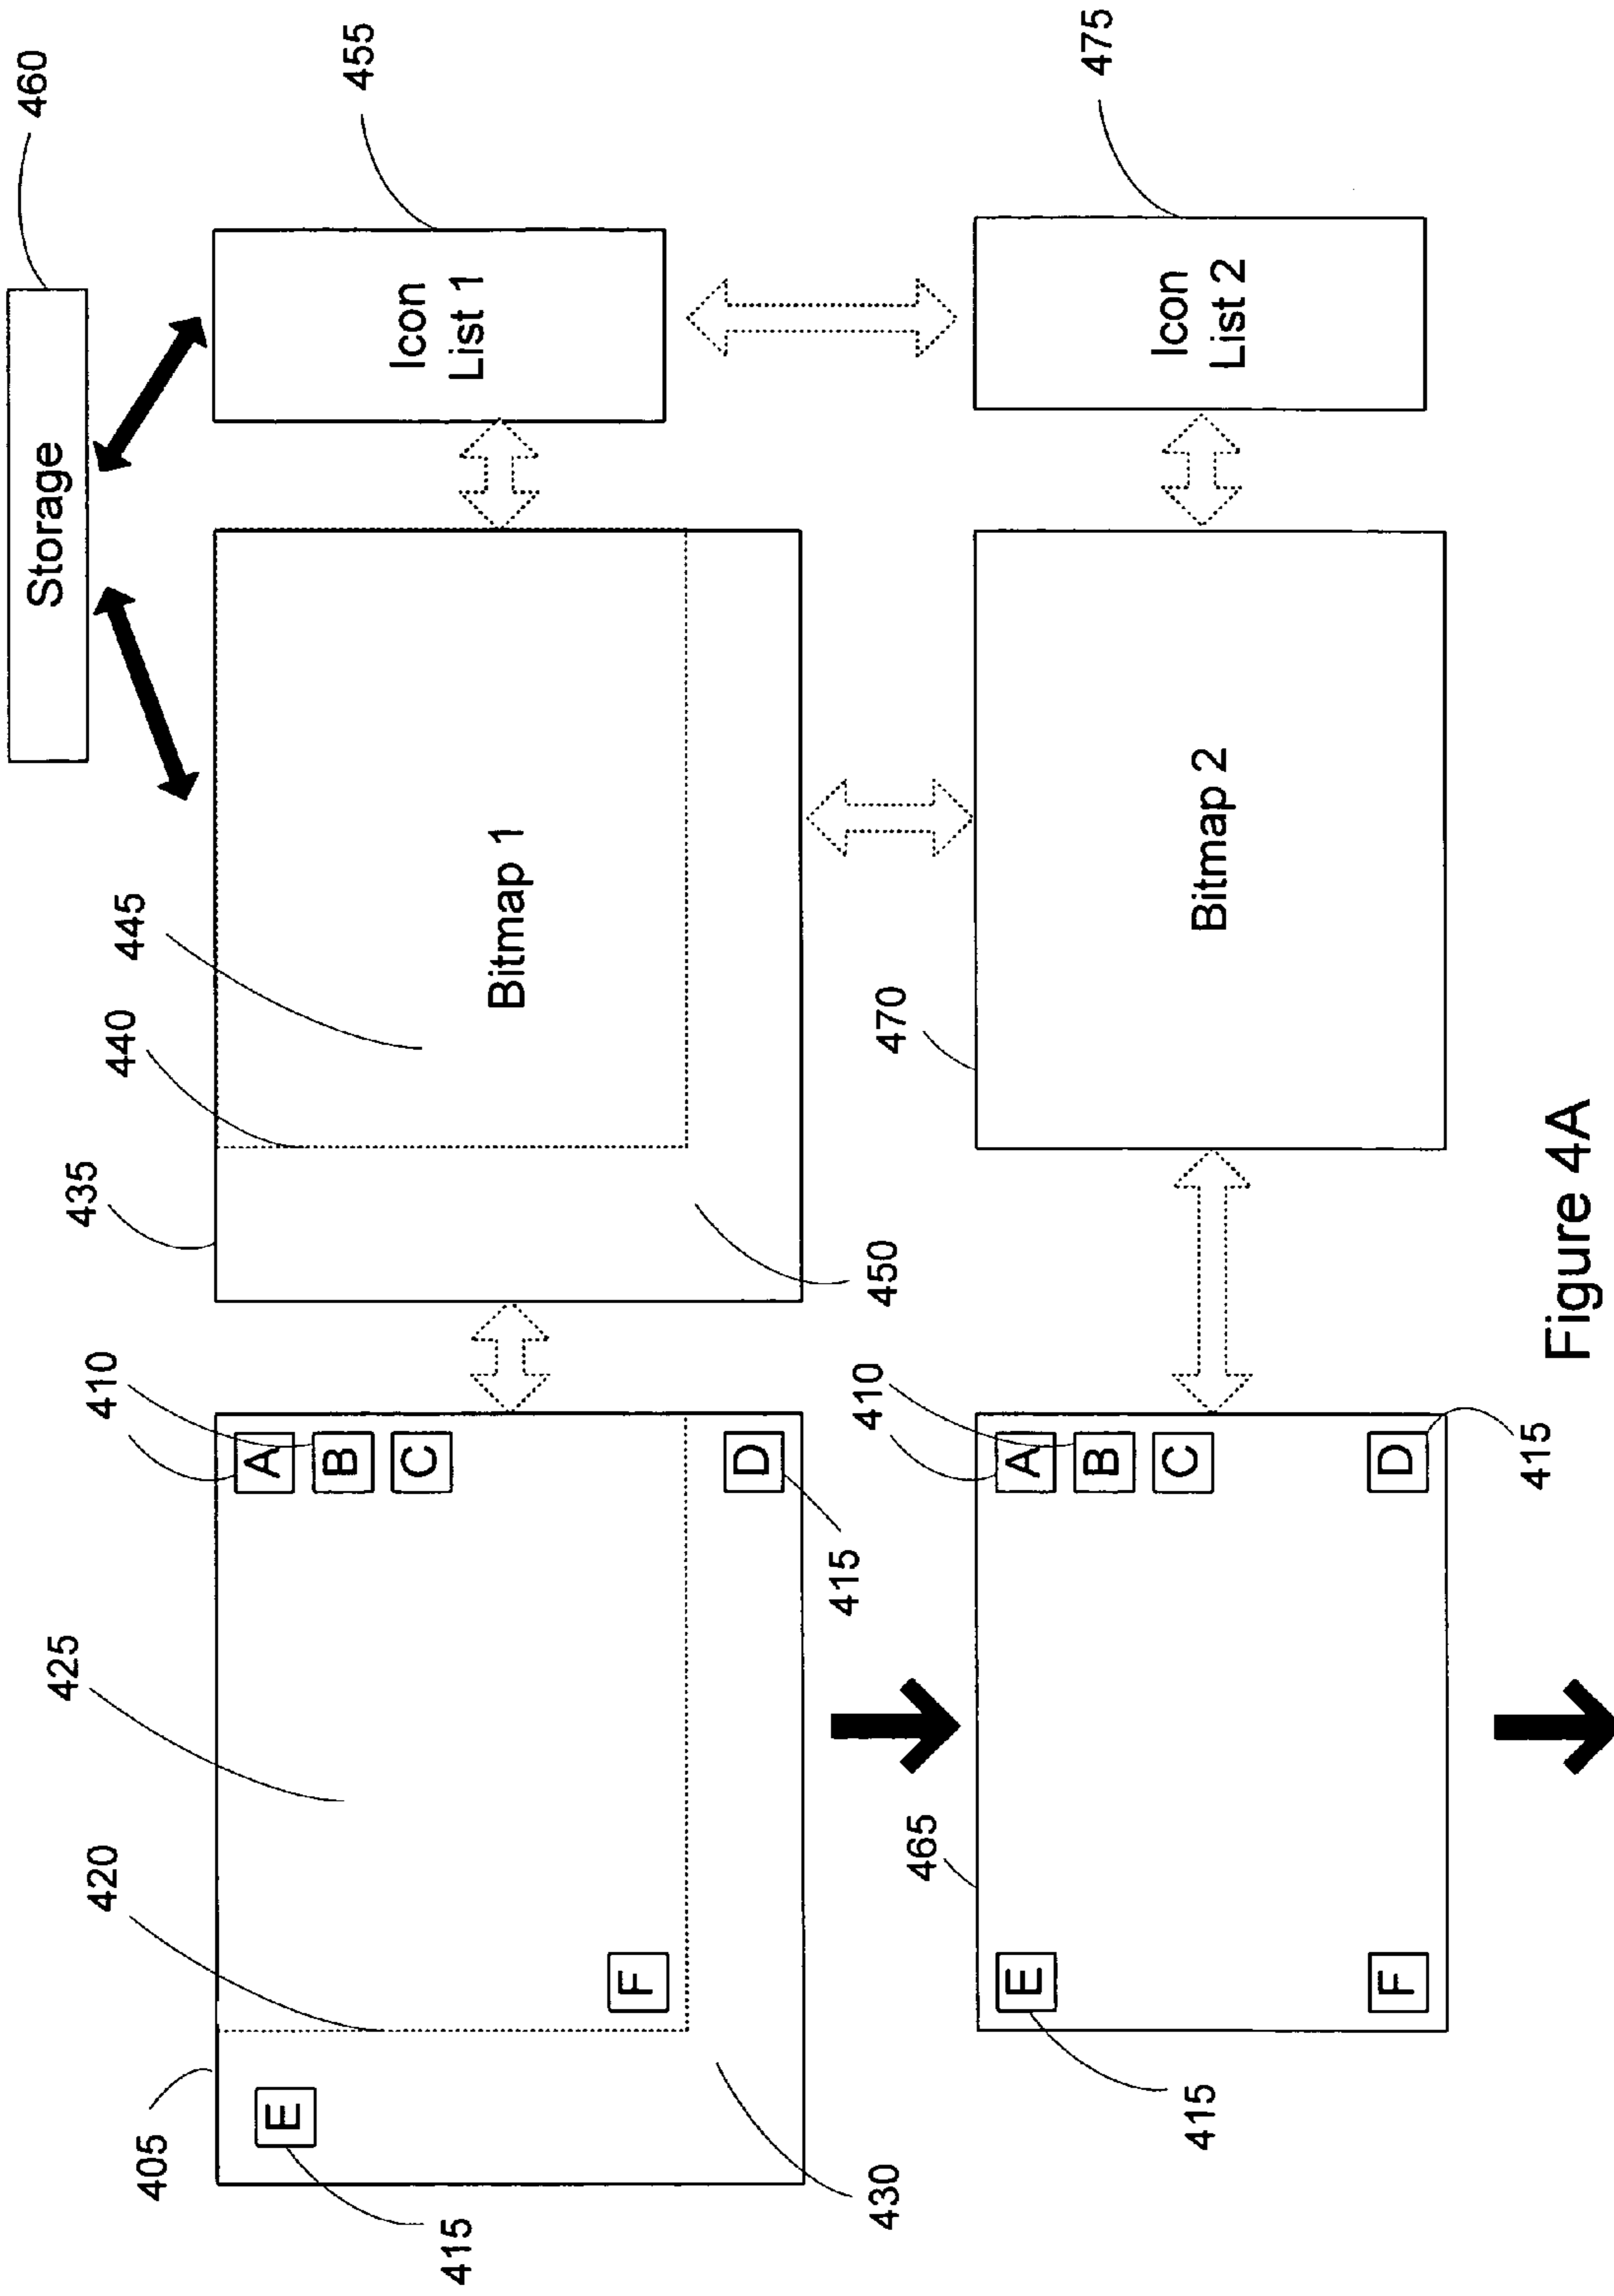 460
Storage
425
435
410
420
440
445
405
A
E
B
455
C
Icon
List 1
415
Bitmap 1
F
D
415
410
450
430
470
465
E
A
475
B
Icon
List 2
C
415
Bitmap 2
F
D
415
Figure 4A